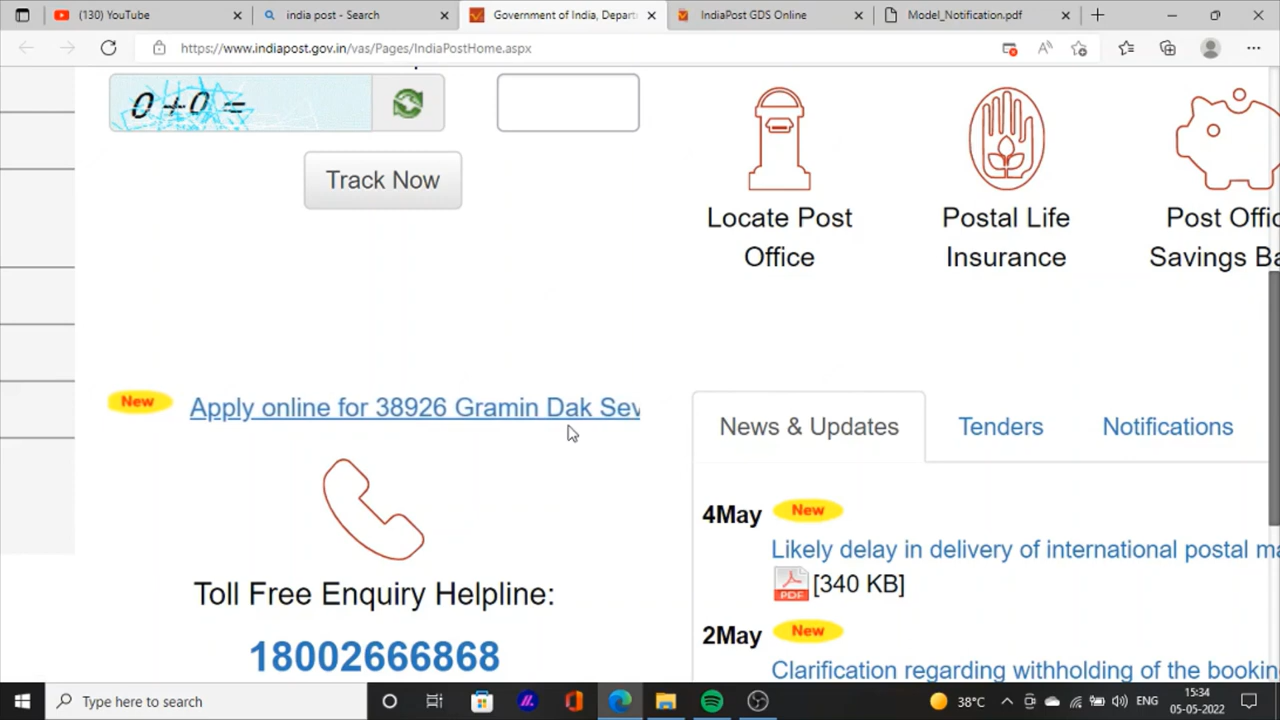 (130) YouTube
india post - Search
Government of India, Depart
IndiaPost GDS Online
Model_Notification.pdf
https://www.indiapost.gov.in/vas/Pages/IndiaPostHome.aspx
0+0 =
Track Now
Locate Post
Office
Postal Life
Insurance
Post Offic
Savings Ba
New
Apply online for 38926 Gramin Dak Sev
News & Updates
Tenders
Notifications
4May
New
Likely delay in delivery of international postal ma
PDF
[340 KB]
Toll Free Enquiry Helpline:
18002666868
2May
New
Clarification regarding withholding of the bookin
Type here to search
38°C
ENG
15:34
05-05-2022